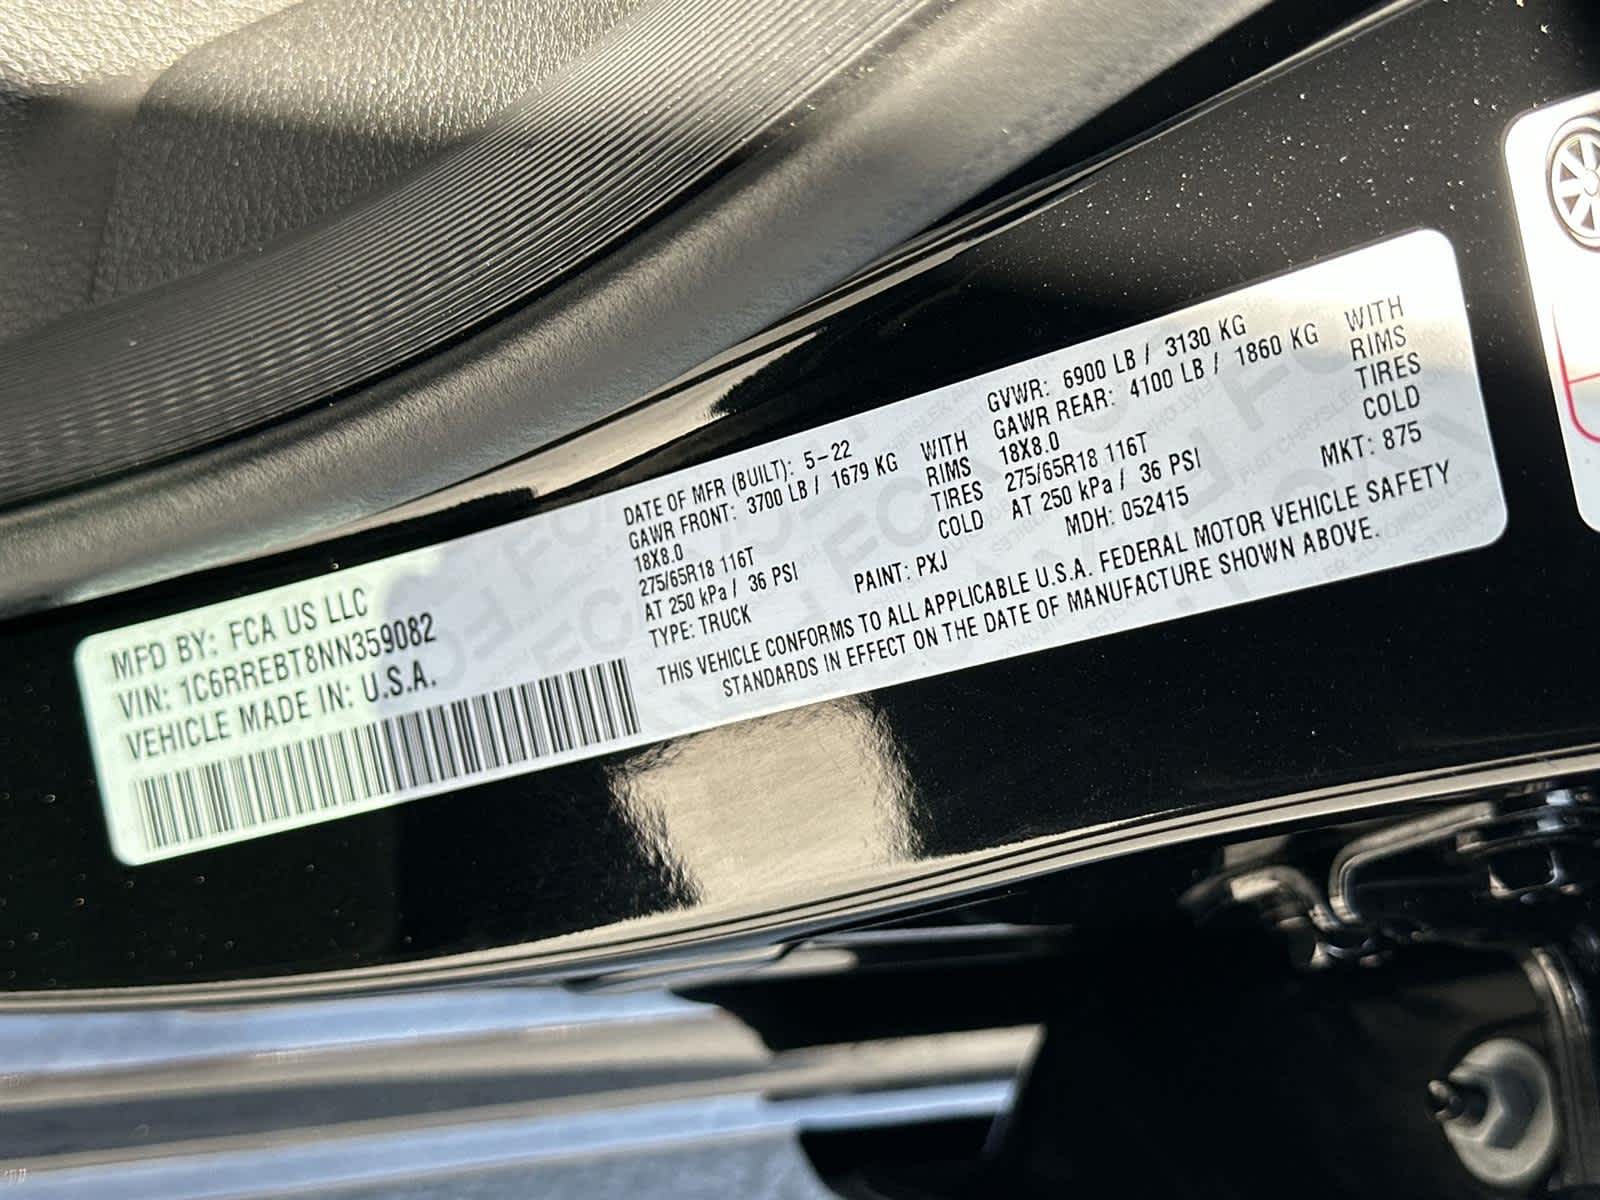 MFD BY: FCA US LLC
VIN: 1C6RREBT8NN359082
VEHICLE MADE IN: U.S.A.
DATE OF MFR (BUILT): 5-22
GAWR FRONT: 3700 LB / 1679 KG WITH
18X8.0 RIMS
275/65R18 116T TIRES
AT 250 kPa / 36 PSI COLD
TYPE: TRUCK PAINT: PXJ
GVWR: 6900 LB / 3130 KG
GAWR REAR: 4100 LB / 1860 KG WITH
18X8.0 RIMS
275/65R18 116T TIRES
AT 250 kPa / 36 PSI COLD
MDH: 052415 MKT: 875
THIS VEHICLE CONFORMS TO ALL APPLICABLE U.S.A. FEDERAL MOTOR VEHICLE SAFETY
STANDARDS IN EFFECT ON THE DATE OF MANUFACTURE SHOWN ABOVE.